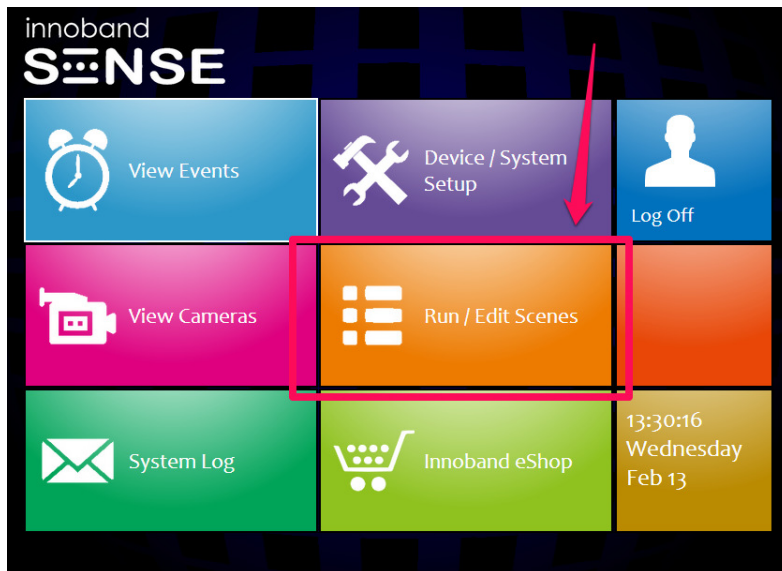 innoband
SENSE
View Events
Device / System
Setup
Log Off
View Cameras
Run / Edit Scenes
System Log
Innoband eShop
13:30:16
Wednesday
Feb 13